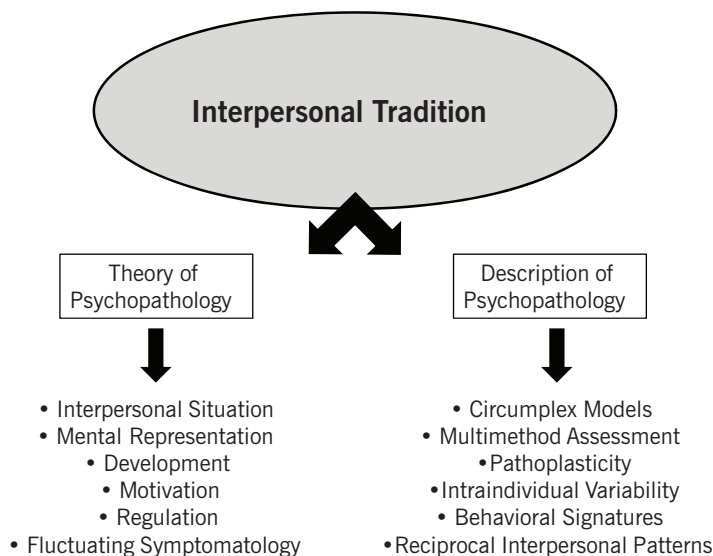 Interpersonal Tradition
Theory of
Psychopathology
• Interpersonal Situation
• Mental Representation
• Development
• Motivation
• Regulation
• Fluctuating Symptomatology
Description of
Psychopathology
• Circumplex Models
• Multimethod Assessment
•Pathoplasticity
•Intraindividual Variability
• Behavioral Signatures
•Reciprocal Interpersonal Patterns